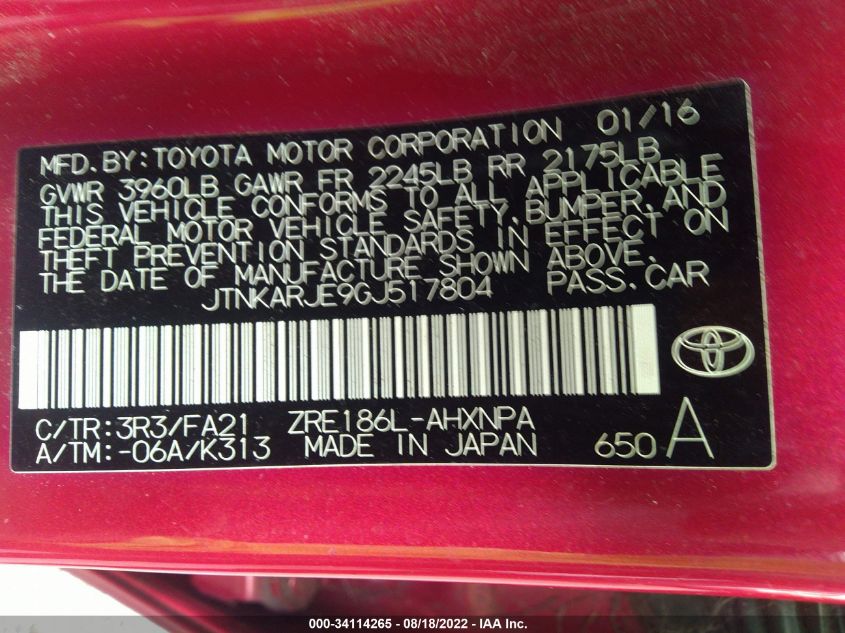 MFD. BY: TOYOTA MOTOR CORPORATION 01/16
GVWR 3960LB GAWR FR 2245LB RR 2175LB
THIS VEHICLE CONFORMS TO ALL APPLICABLE
FEDERAL MOTOR VEHICLE SAFETY, BUMPER, AND
THEFT PREVENTION STANDARDS IN EFFECT ON
THE DATE OF MANUFACTURE SHOWN ABOVE.
JTNKARJE9GJ517804 PASS. CAR
C/TR: 3R3/FA21 ZRE186L-AHXNPA
A/TM: -06A/K313 MADE IN JAPAN 650 A
000-34114265 - 08/18/2022 - IAA Inc.